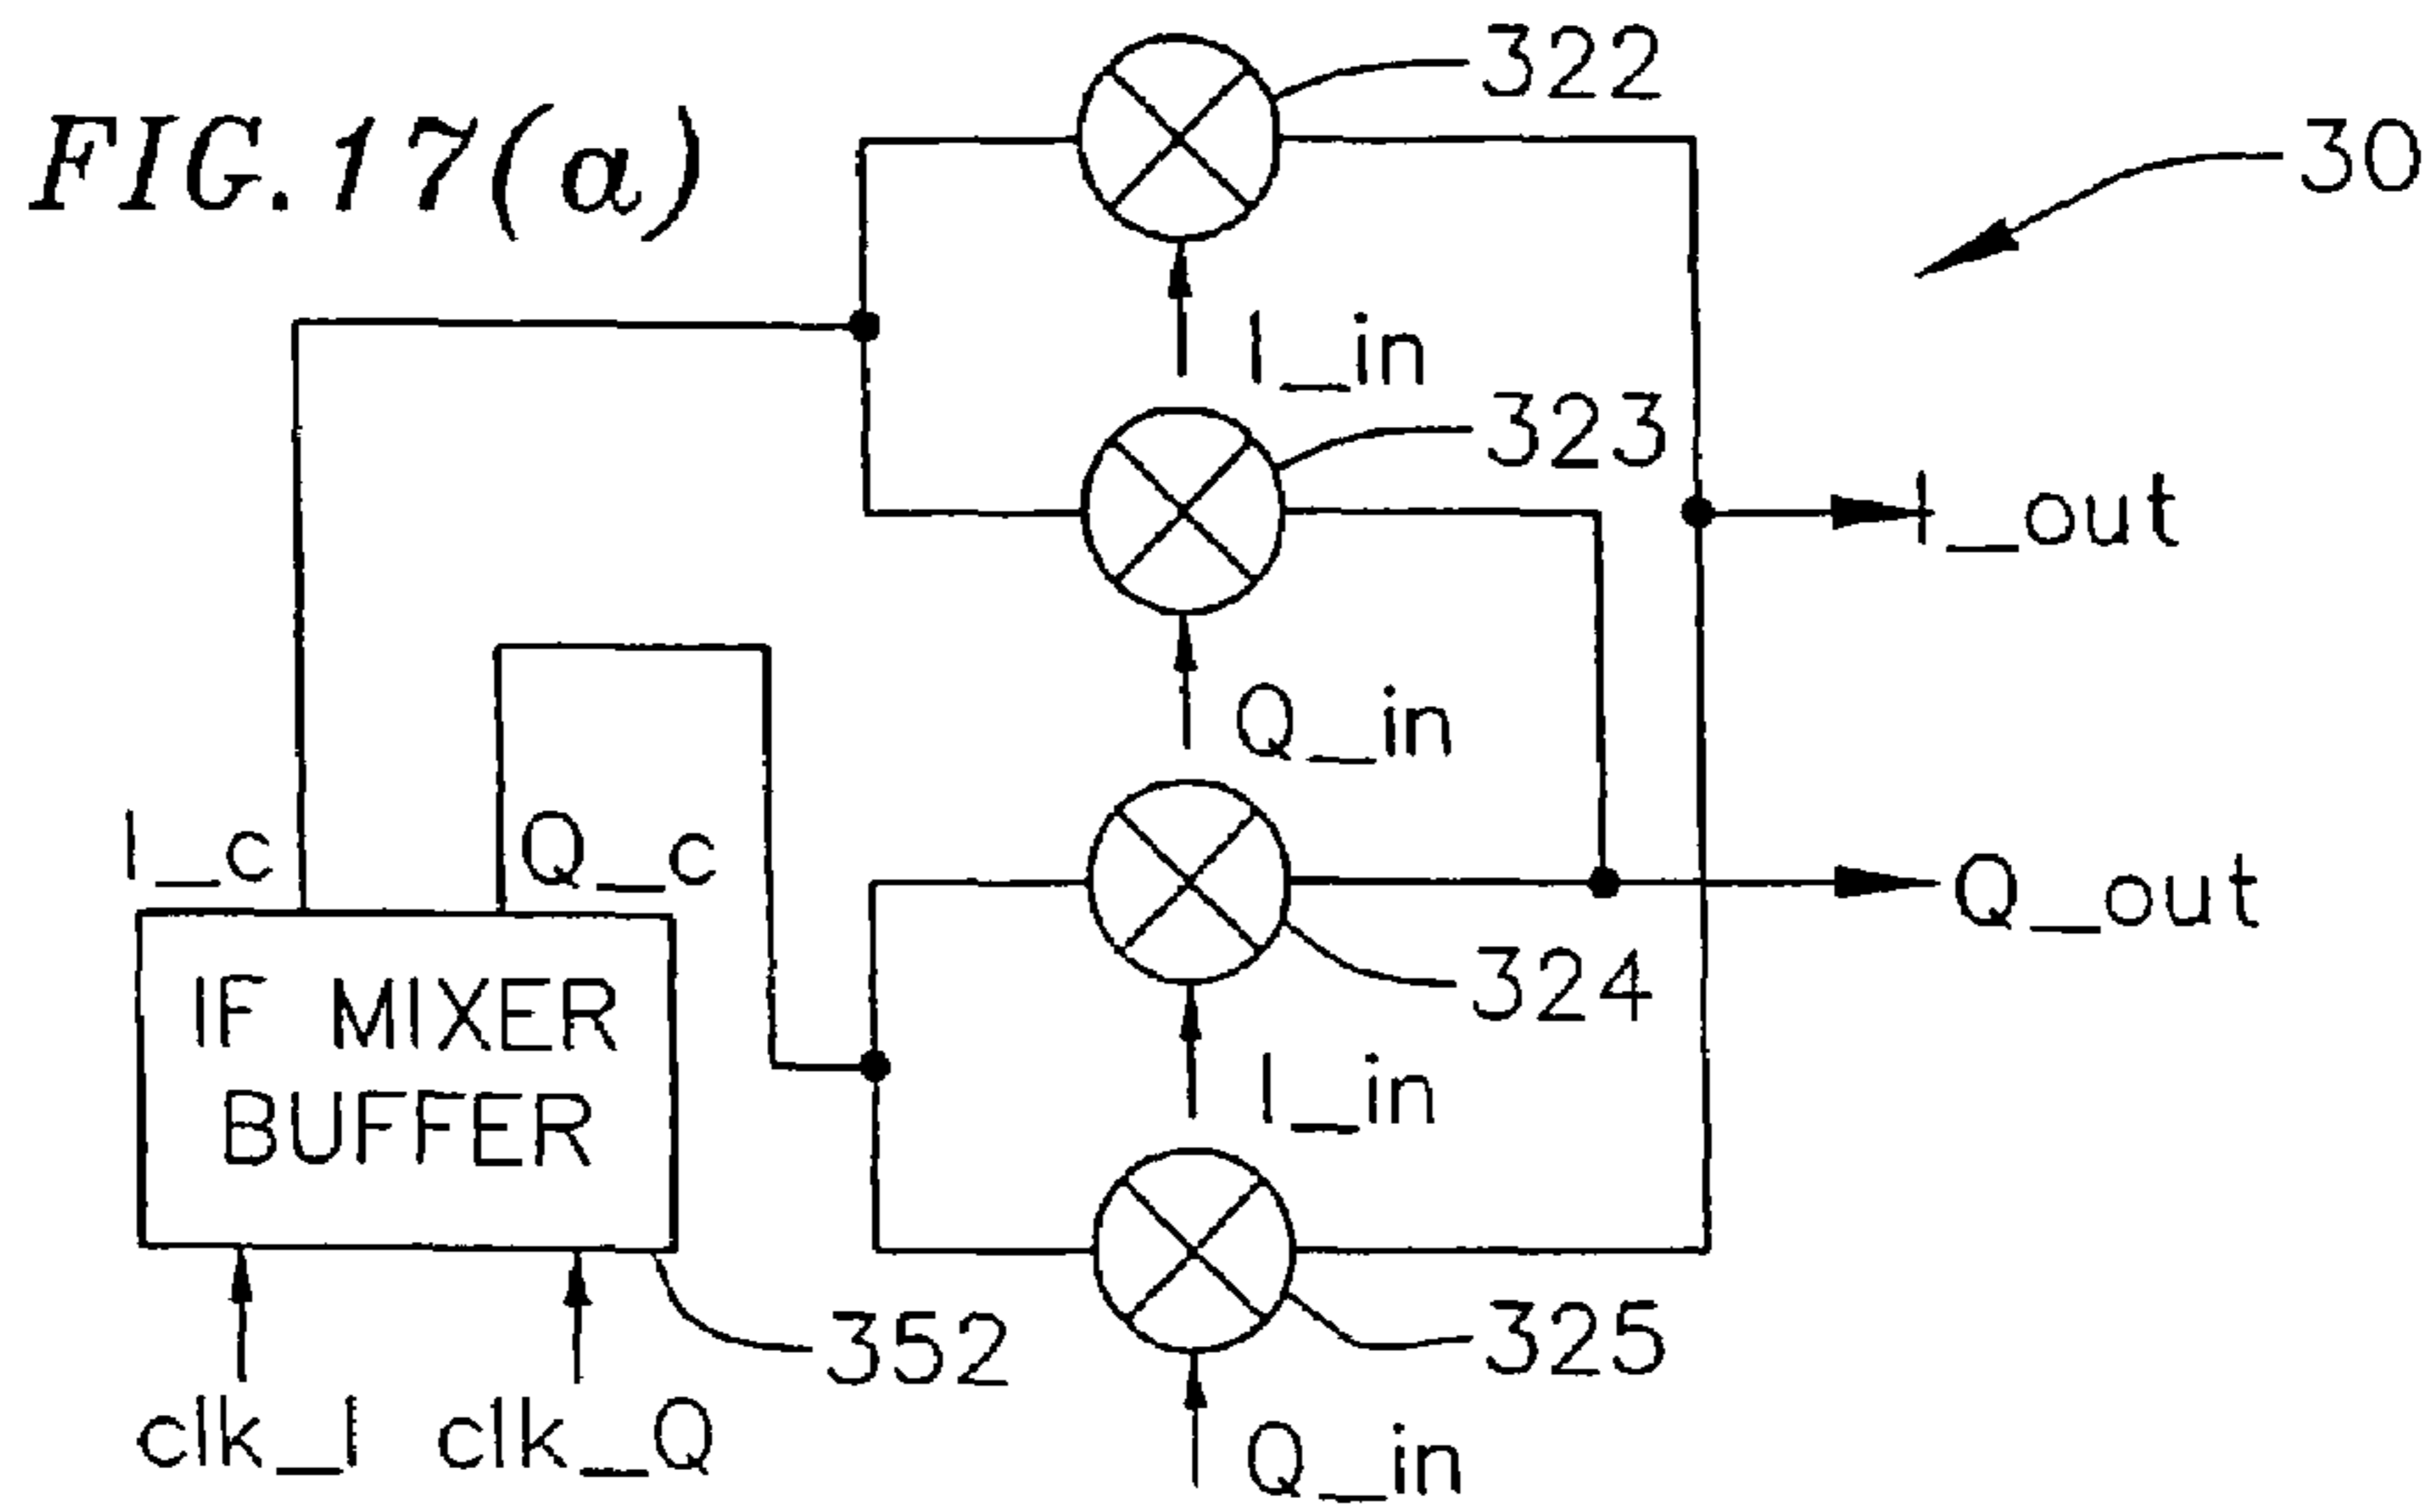 FIG.17(a)
322
30
I_in
323
I_out
Q_in
I_c
Q_c
Q_out
IF MIXER
BUFFER
324
I_in
352
325
clk_I
clk_Q
Q_in